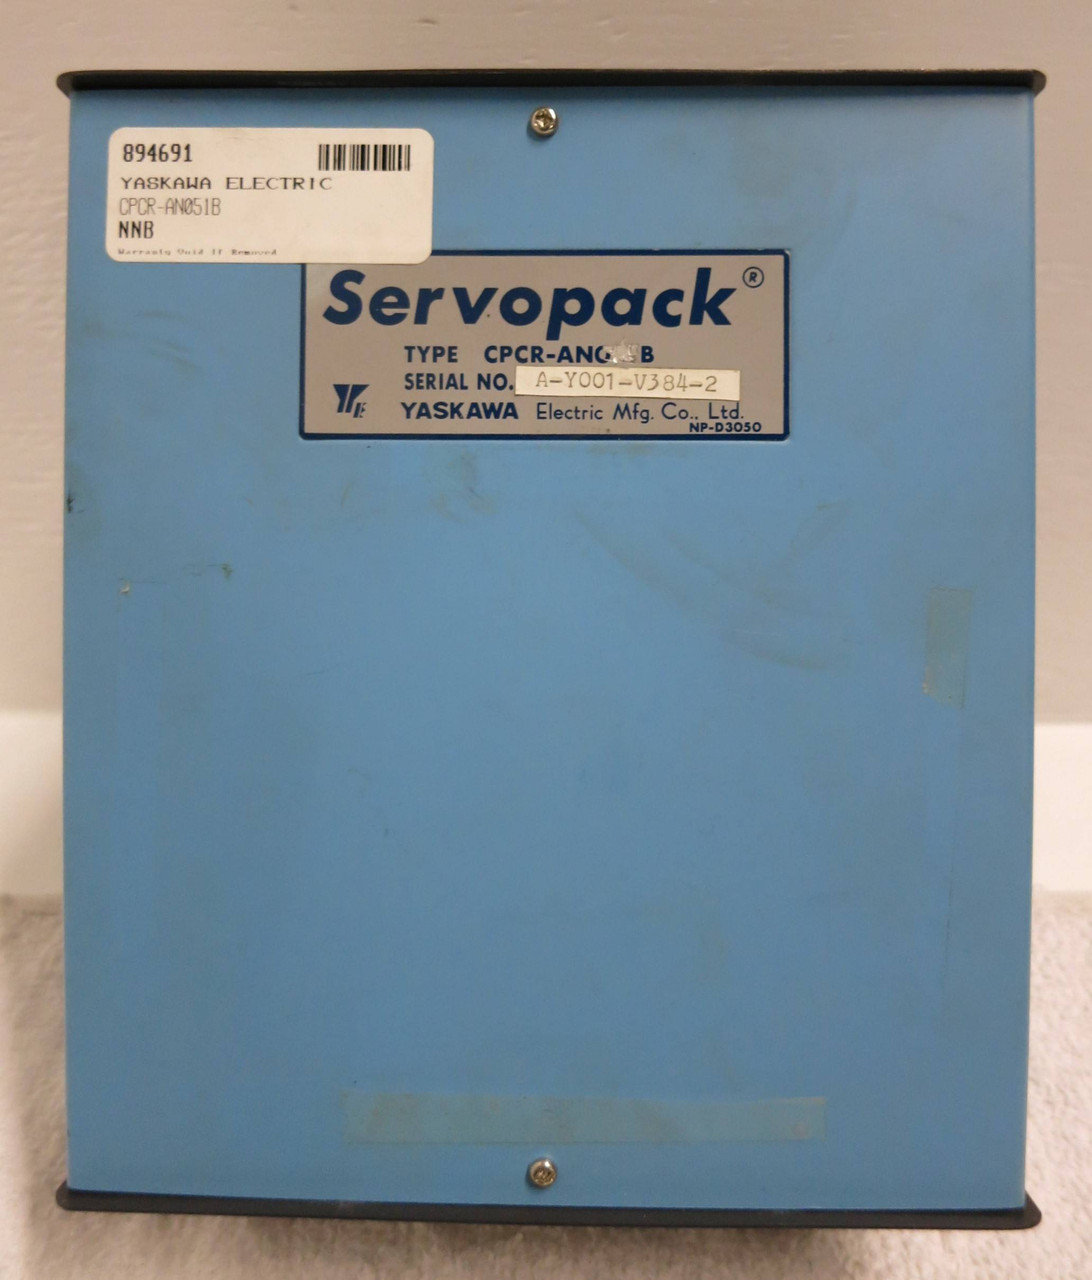 894691
YASKAWA ELECTRIC
CPCR-AN051B
NNB
Warranty Void If Removed
Servopack®
TYPE CPCR-AN0 B
SERIAL NO. A-Y001-V384-2
YASKAWA Electric Mfg. Co., Ltd.
NP-D3050